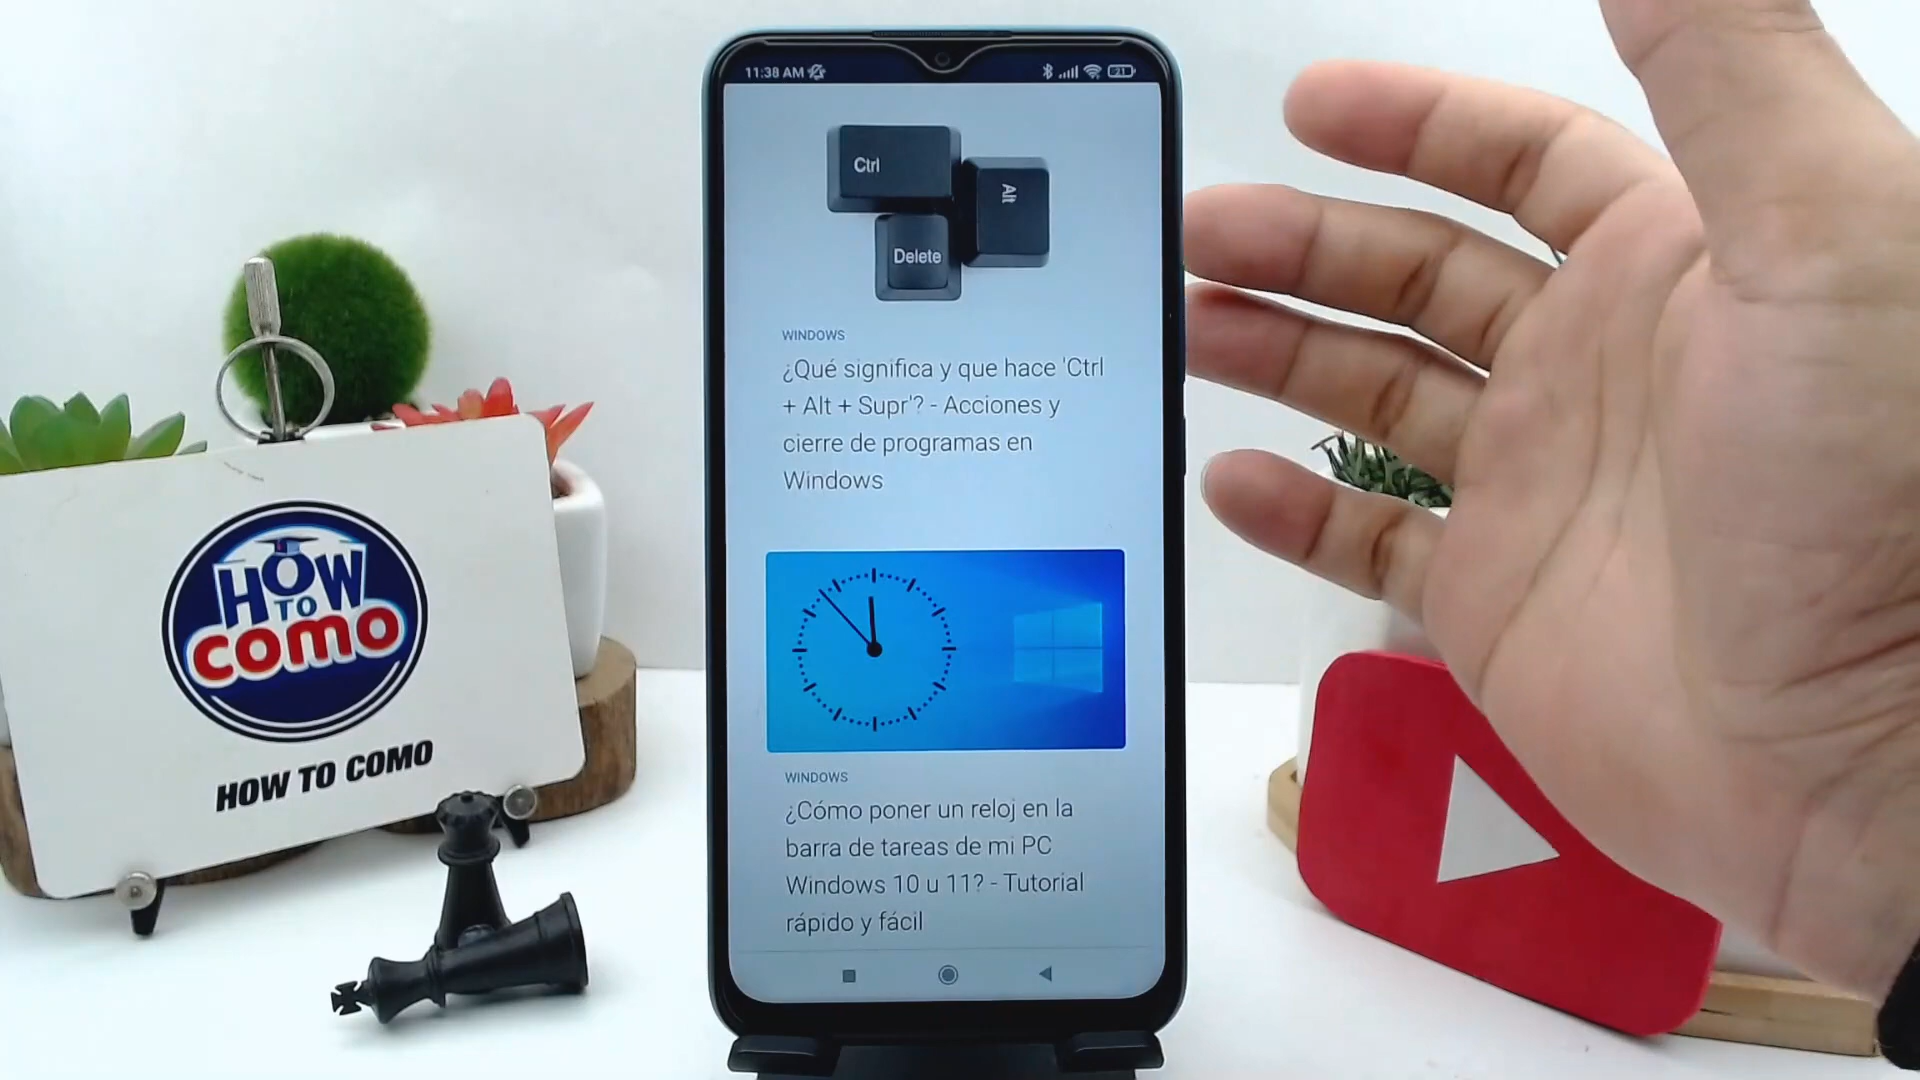 11:38 AM
21
Ctrl
Alt
Delete
WINDOWS
¿Qué significa y que hace 'Ctrl
+ Alt + Supr'? - Acciones y
cierre de programas en
Windows
WINDOWS
¿Cómo poner un reloj en la
barra de tareas de mi PC
Windows 10 u 11? - Tutorial
rápido y fácil
HOW
TO
como
HOW TO COMO